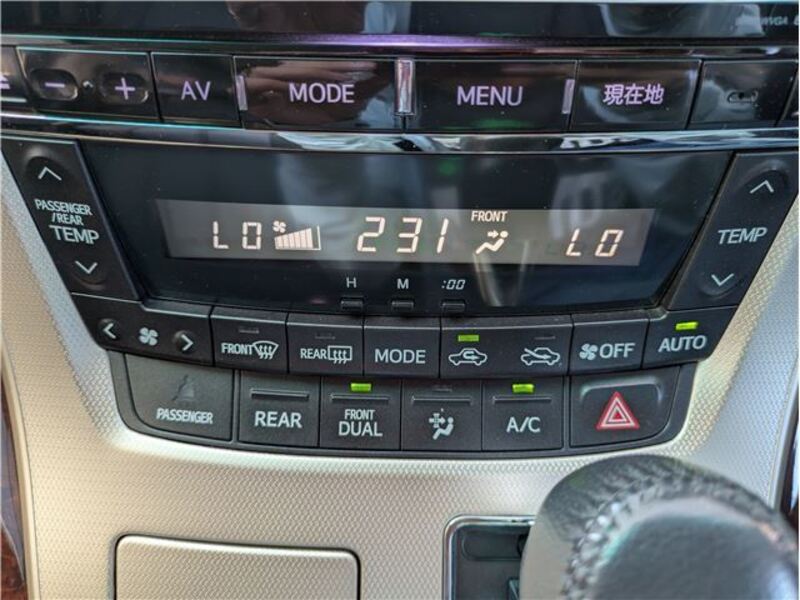 WVGA
AV MODE MENU 現在地
PASSENGER
/REAR
TEMP
LO 231 FRONT LO
TEMP
H M :00
FRONT REAR MODE OFF AUTO
PASSENGER REAR FRONT
DUAL A/C